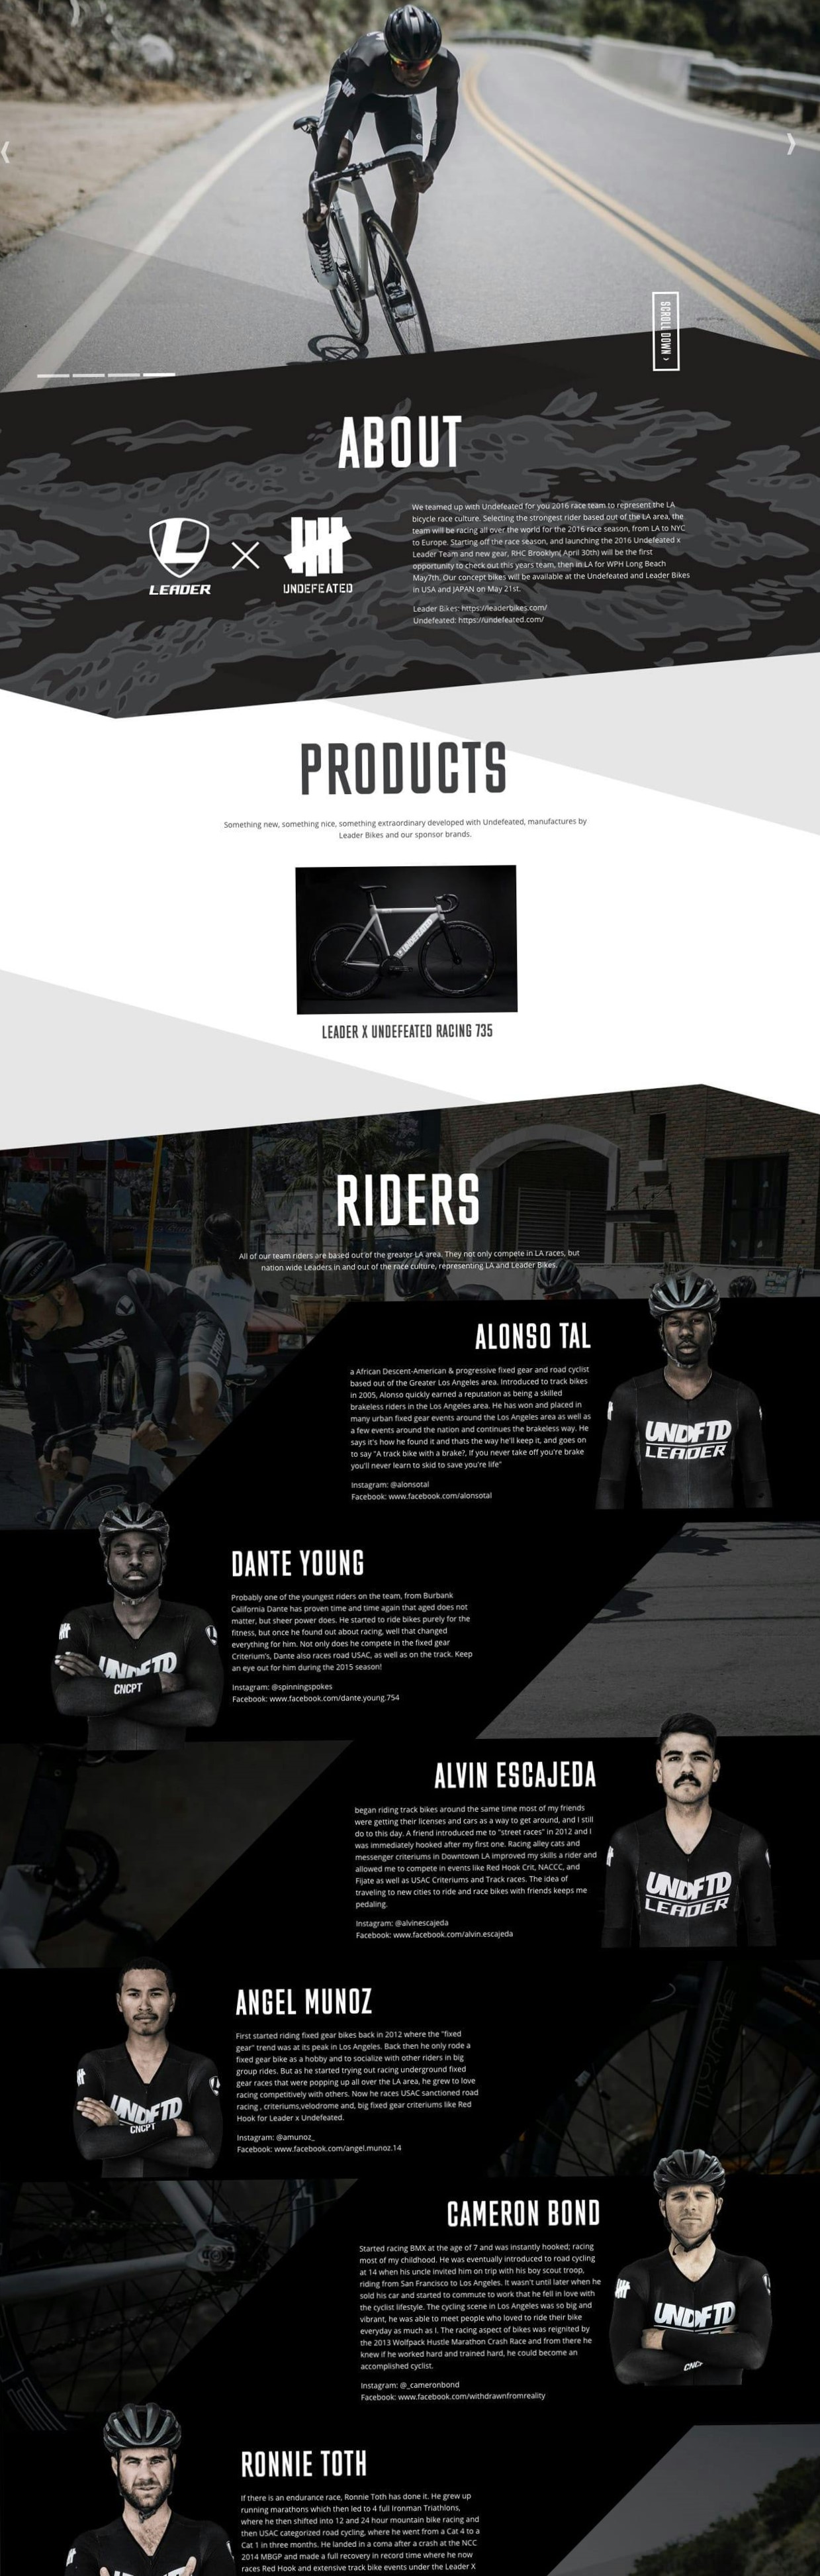 SCROLL DOWN >
ABOUT
We teamed up with Undefeated for you 2016 race team to represent the LA
bicycle race culture. Selecting the strongest rider based out of the LA area, the
team will be racing all over the world for the 2016 race season, from LA to NYC
to Europe. Starting off the race season, and launching the 2016 Undefeated x
Leader Team and new gear, RHC Brooklyn( April 30th) will be the first
opportunity to check out this years team, then in LA for WPH Long Beach
May7th. Our concept bikes will be available at the Undefeated and Leader Bikes
in USA and JAPAN on May 21st.
LEADER
UNDEFEATED
Leader Bikes: https://leaderbikes.com/
Undefeated: https://undefeated.com/
PRODUCTS
Something new, something nice, something extraordinary developed with Undefeated, manufactures by
Leader Bikes and our sponsor brands.
UNDEFEATED
LEADER X UNDEFEATED RACING 735
RIDERS
All of our team riders are based out of the greater LA area. They not only compete in LA races, but
nation wide Leaders in and out of the race culture, representing LA and Leader Bikes.
LEADER
ALONSO TAL
a African Descent-American & progressive fixed gear and road cyclist
based out of the Greater Los Angeles area. Introduced to track bikes
in 2005, Alonso quickly earned a reputation as being a skilled
brakeless riders in the Los Angeles area. He has won and placed in
many urban fixed gear events around the Los Angeles area as well as
a few events around the nation and continues the brakeless way. He
says it's how he found it and thats the way he'll keep it, and goes on
to say "A track bike with a brake?, If you never take off you're brake
you'll never learn to skid to save you're life"
Instagram: @alonsotal
Facebook: www.facebook.com/alonsotal
UNDFTD
LEADER
DANTE YOUNG
Probably one of the youngest riders on the team, from Burbank
California Dante has proven time and time again that aged does not
matter, but sheer power does. He started to ride bikes purely for the
fitness, but once he found out about racing, well that changed
everything for him. Not only does he compete in the fixed gear
Criterium's, Dante also races road USAC, as well as on the track. Keep
an eye out for him during the 2015 season!
Instagram: @spinningspokes
Facebook: www.facebook.com/dante.young.754
UNDFTD
CNCPT
ALVIN ESCAJEDA
began riding track bikes around the same time most of my friends
were getting their licenses and cars as a way to get around, and I still
do to this day. A friend introduced me to "street races" in 2012 and I
was immediately hooked after my first one. Racing alley cats and
messenger criteriums in Downtown LA improved my skills a rider and
allowed me to compete in events like Red Hook Crit, NACCC, and
Fijate as well as USAC Criteriums and Track races. The idea of
traveling to new cities to ride and race bikes with friends keeps me
pedaling.
Instagram: @alvinescajeda
Facebook: www.facebook.com/alvin.escajeda
UNDFTD
LEADER
ANGEL MUNOZ
First started riding fixed gear bikes back in 2012 where the "fixed
gear" trend was at its peak in Los Angeles. Back then he only rode a
fixed gear bike as a hobby and to socialize with other riders in big
group rides. But as he started trying out racing underground fixed
gear races that were popping up all over the LA area, he grew to love
racing competitively with others. Now he races USAC sanctioned road
racing , criteriums,velodrome and, big fixed gear criteriums like Red
Hook for Leader x Undefeated.
Instagram: @amunoz_
Facebook: www.facebook.com/angel.munoz.14
UNDFTD
CNCPT
CAMERON BOND
Started racing BMX at the age of 7 and was instantly hooked; racing
most of my childhood. He was eventually introduced to road cycling
at 14 when his uncle invited him on trip with his boy scout troop,
riding from San Francisco to Los Angeles. It wasn't until later when he
sold his car and started to commute to work that he fell in love with
the cyclist lifestyle. The cycling scene in Los Angeles was so big and
vibrant, he was able to meet people who loved to ride their bike
everyday as much as I. The racing aspect of bikes was reignited by
the 2013 Wolfpack Hustle Marathon Crash Race and from there he
knew if he worked hard and trained hard, he could become an
accomplished cyclist.
Instagram: @_cameronbond
Facebook: www.facebook.com/withdrawnfromreality
UNDFTD
RONNIE TOTH
If there is an endurance race, Ronnie Toth has done it. He grew up
running marathons which then led to 4 full Ironman Triathlons,
where he then shifted into 12 and 24 hour mountain bike racing and
then USAC categorized road cycling, where he went from a Cat 4 to a
Cat 1 in three months. He landed in a coma after a crash at the NCC
2014 MBGP and made a full recovery in record time where he now
races Red Hook and extensive track bike events under the Leader X